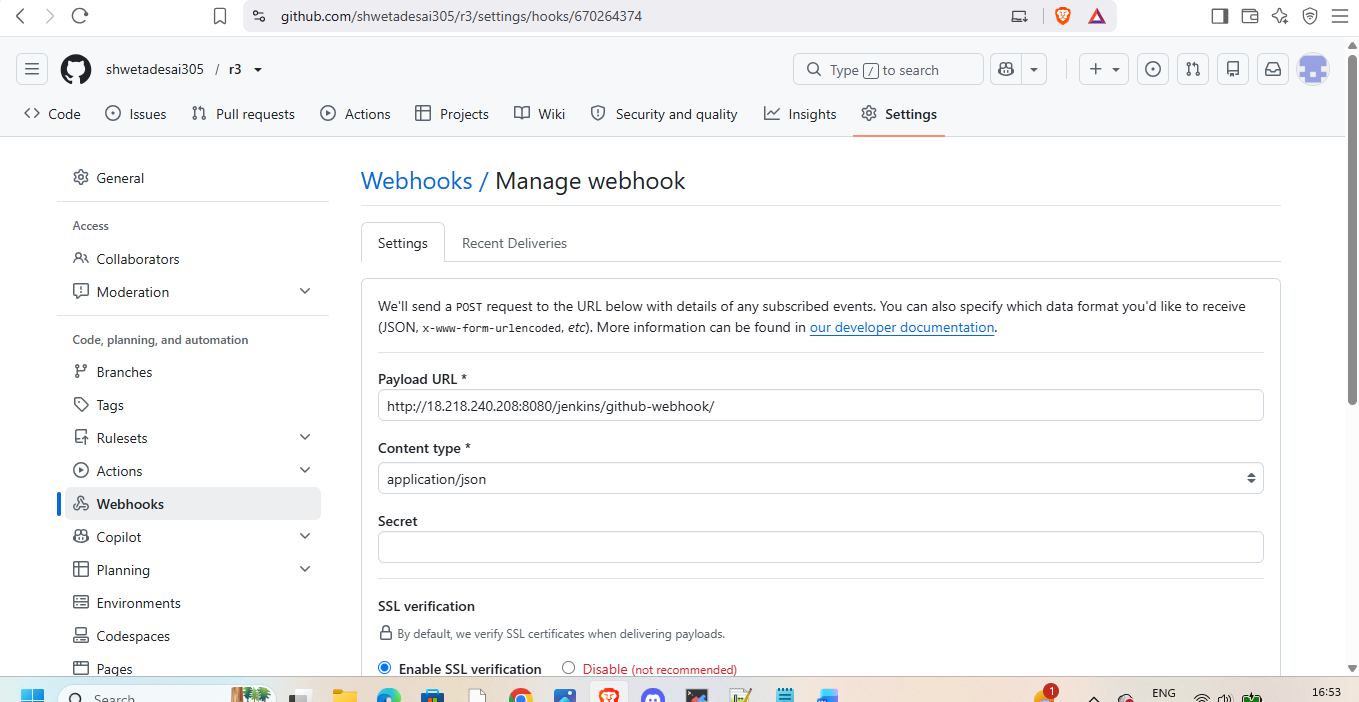 github.com/shwetadesai305/r3/settings/hooks/670264374
shwetadesai305 / r3
Type / to search
Code Issues Pull requests Actions Projects Wiki Security and quality Insights Settings
General
Access
Collaborators
Moderation
Code, planning, and automation
Branches
Tags
Rulesets
Actions
Webhooks
Copilot
Planning
Environments
Codespaces
Pages
Webhooks / Manage webhook
Settings Recent Deliveries
We'll send a POST request to the URL below with details of any subscribed events. You can also specify which data format you'd like to receive
(JSON, x-www-form-urlencoded, etc). More information can be found in our developer documentation.
Payload URL *
http://18.218.240.208:8080/jenkins/github-webhook/
Content type *
application/json
Secret
SSL verification
By default, we verify SSL certificates when delivering payloads.
Enable SSL verification Disable (not recommended)
Search
1
ENG
16:53